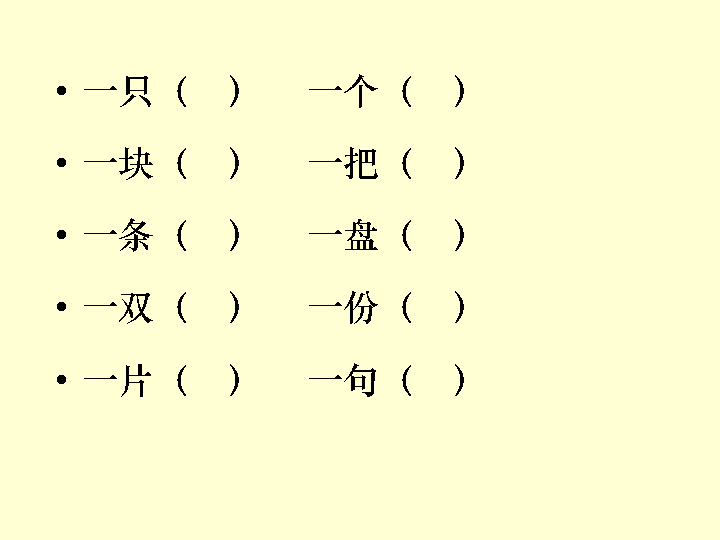 • 一只（　） 一个（　）
• 一块（　） 一把（　）
• 一条（　） 一盘（　）
• 一双（　） 一份（　）
• 一片（　） 一句（　）